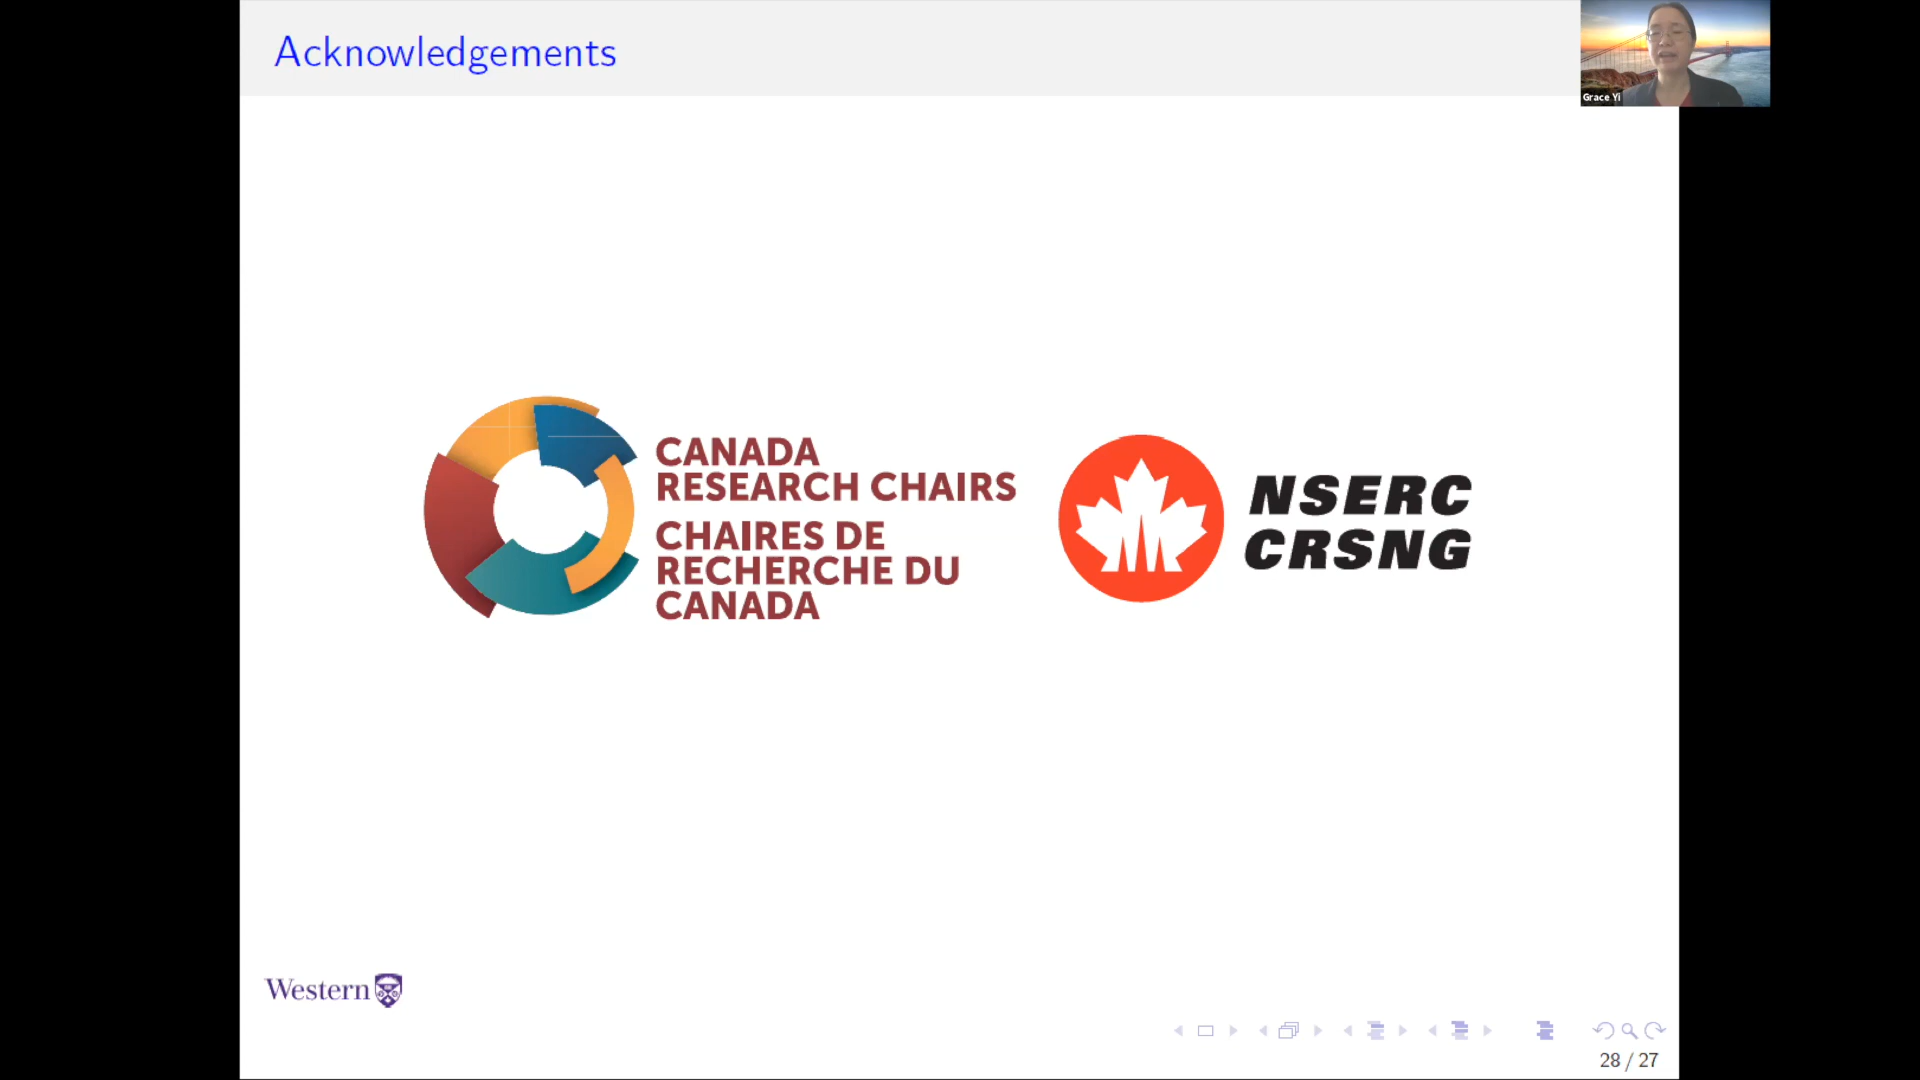 Acknowledgements
Grace Yi
CANADA
RESEARCH CHAIRS
CHAIRES DE
RECHERCHE DU
CANADA
NSERC
CRSNG
Western
28 / 27